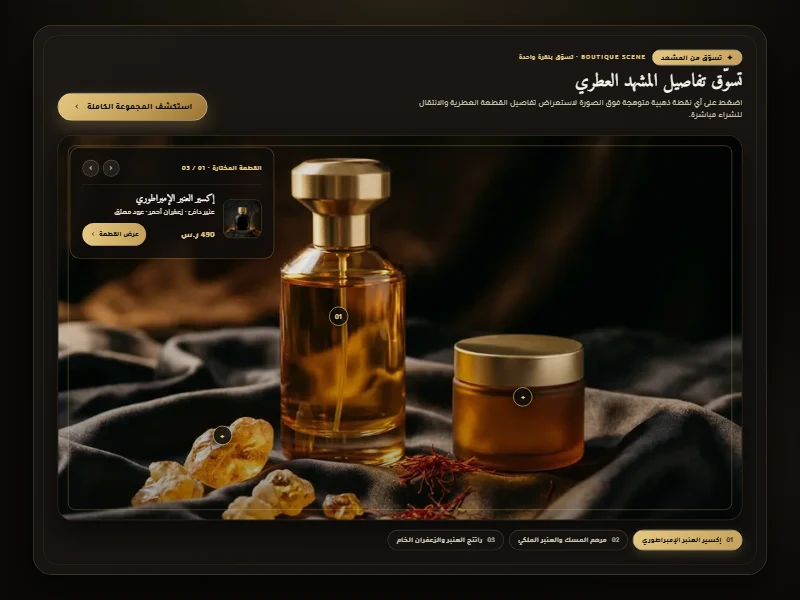 ✦ تسوّق من المشهد
BOUTIQUE SCENE · تسوّق بنقرة واحدة
تسوّق تفاصيل المشهد العطري
اضغط على أي نقطة ذهبية متوهجة فوق الصورة لاستعراض تفاصيل القطعة العطرية والانتقال
للشراء مباشرة.
استكشف المجموعة الكاملة
القطعة المختارة · 01 / 03
إكسير العنبر الإمبراطوري
عنبر دافئ · زعفران أحمر · عود معتّق
490 ر.س
عرض القطعة
01
01 إكسير العنبر الإمبراطوري
02 مرهم المسك والعنبر الملكي
03 راتنج العنبر والزعفران الخام